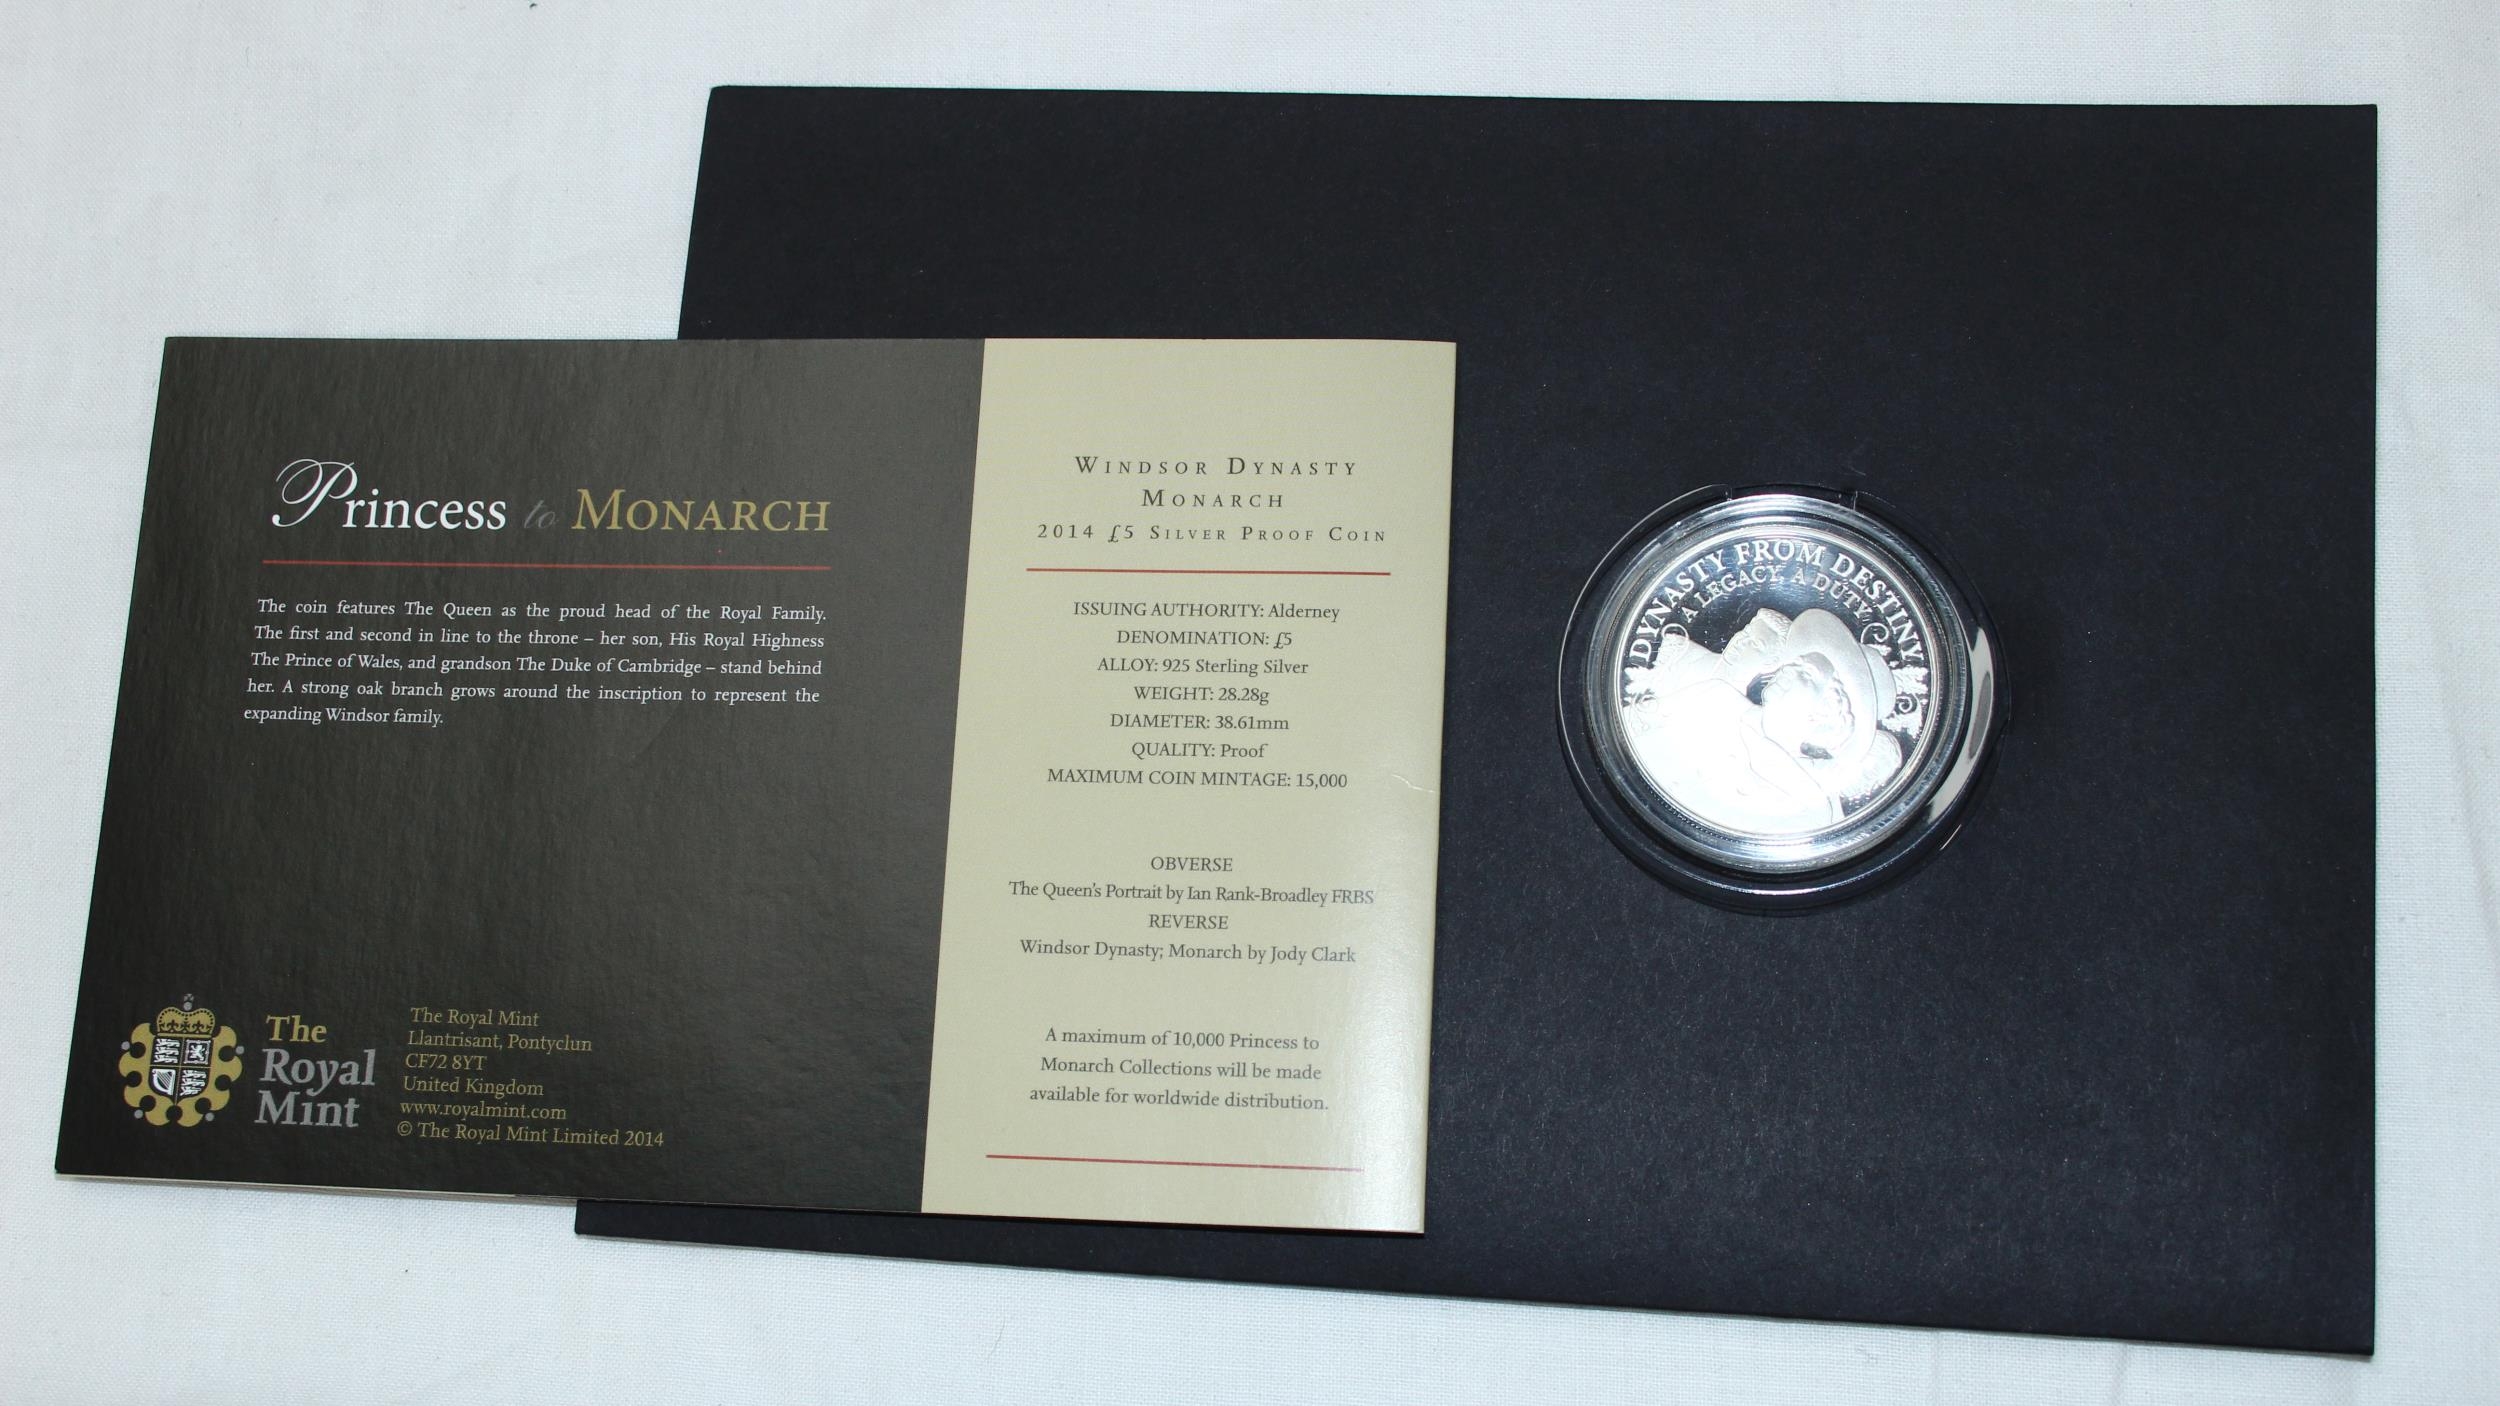 Princess to MONARCH
The coin features The Queen as the proud head of the Royal Family.
The first and second in line to the throne – her son, His Royal Highness
The Prince of Wales, and grandson The Duke of Cambridge – stand behind
her. A strong oak branch grows around the inscription to represent the
expanding Windsor family.
The
Royal
Mint
The Royal Mint
Llantrisant, Pontyclun
CF72 8YT
United Kingdom
www.royalmint.com
© The Royal Mint Limited 2014
WINDSOR DYNASTY
MONARCH
2014 £5 SILVER PROOF COIN
ISSUING AUTHORITY: Alderney
DENOMINATION: £5
ALLOY: 925 Sterling Silver
WEIGHT: 28.28g
DIAMETER: 38.61mm
QUALITY: Proof
MAXIMUM COIN MINTAGE: 15,000
OBVERSE
The Queen's Portrait by Ian Rank-Broadley FRBS
REVERSE
Windsor Dynasty; Monarch by Jody Clark
A maximum of 10,000 Princess to
Monarch Collections will be made
available for worldwide distribution.
DYNASTY FROM DESTINY
A LEGACY, A DUTY